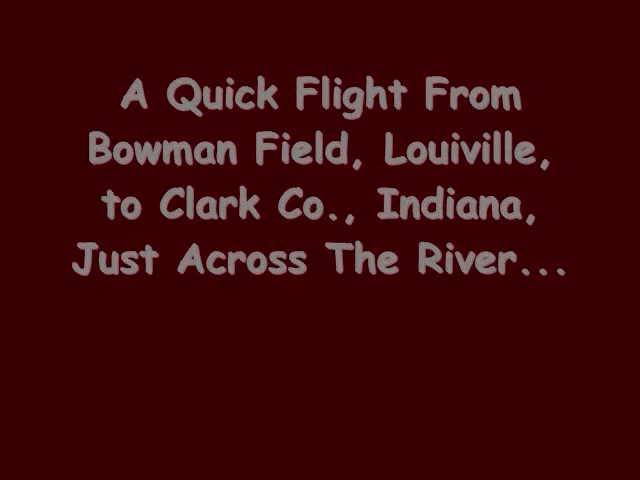 A Quick Flight From
Bowman Field, Louiville,
to Clark Co., Indiana,
Just Across The River...